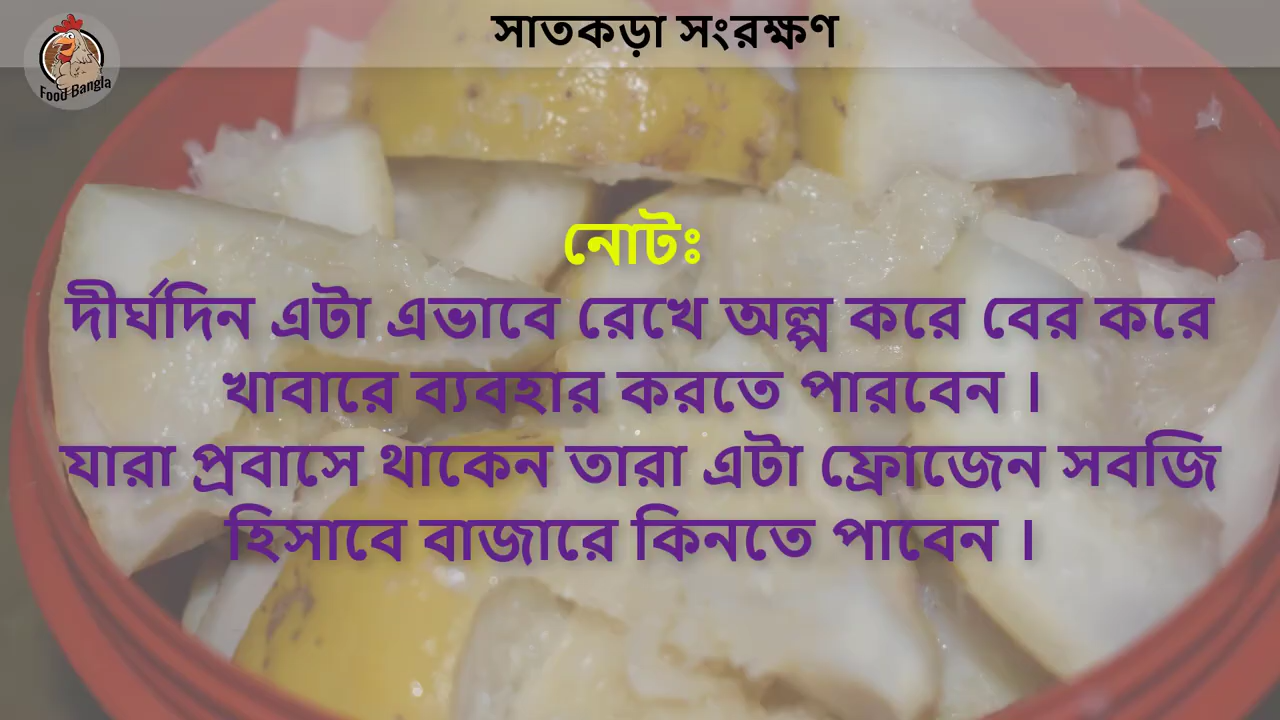 সাতকড়া সংরক্ষণ
Food Bangla
নোটঃ
দীর্ঘদিন এটা এভাবে রেখে অল্প করে বের করে
খাবারে ব্যবহার করতে পারবেন ।
যারা প্রবাসে থাকেন তারা এটা ফ্রোজেন সবজি
হিসাবে বাজারে কিনতে পাবেন ।